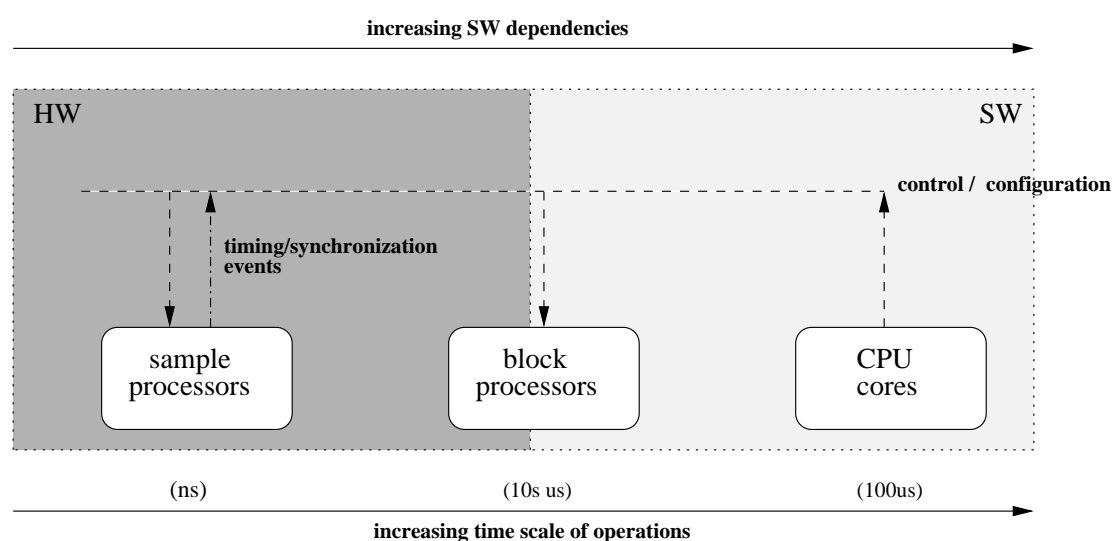 increasing SW dependencies
HW
SW
control / configuration
timing/synchronization
events
sample
processors
block
processors
CPU
cores
(ns)
(10s us)
(100us)
increasing time scale of operations